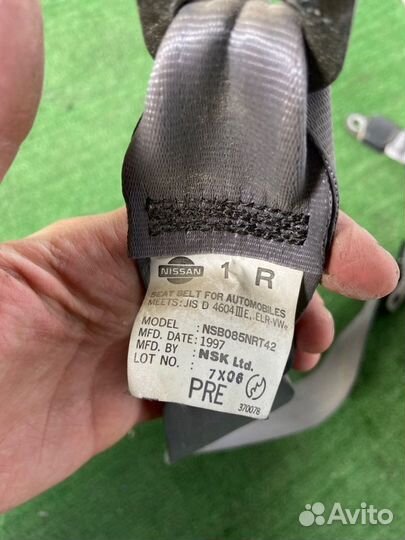 NISSAN 1 R
SEAT BELT FOR AUTOMOBILES
MEETS: JIS D 4604 III E, ELR-VW
MODEL : NSB085NRT42
MFD. DATE: 1997
MFD. BY : NSK Ltd.
LOT NO. : 7X06
PRE
370078
Avito